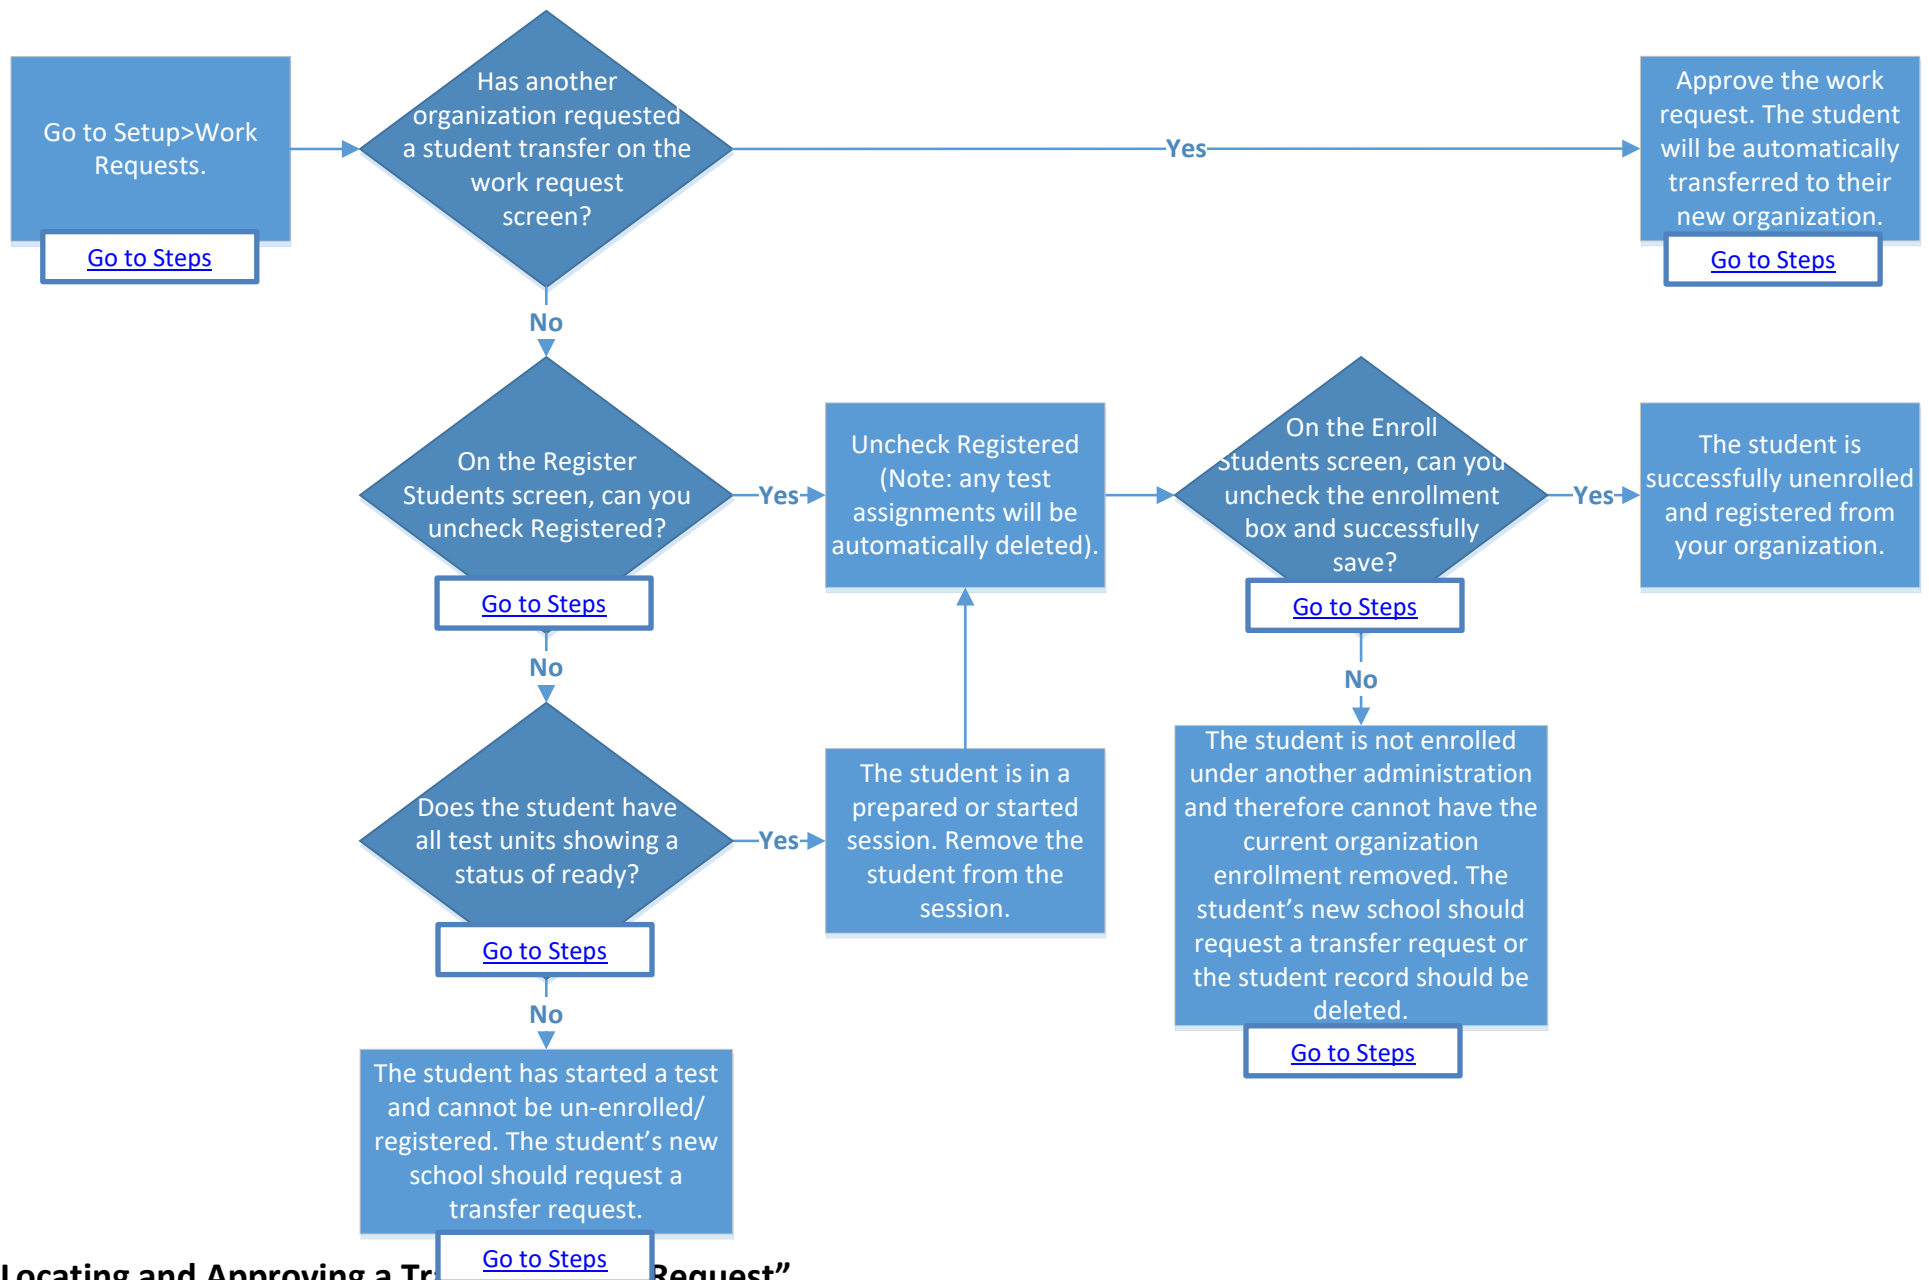 Go to Setup>Work
Requests.
Go to Steps
Has another
organization requested
a student transfer on the
work request
screen?
Yes
Approve the work
request. The student
will be automatically
transferred to their
new organization.
Go to Steps
No
On the Register
Students screen, can you
uncheck Registered?
Go to Steps
Yes
Uncheck Registered
(Note: any test
assignments will be
automatically deleted).
On the Enroll
Students screen, can you
uncheck the enrollment
box and successfully
save?
Go to Steps
Yes
The student is
successfully unenrolled
and registered from
your organization.
No
No
Does the student have
all test units showing a
status of ready?
Go to Steps
Yes
The student is in a
prepared or started
session. Remove the
student from the
session.
The student is not enrolled
under another administration
and therefore cannot have the
current organization
enrollment removed. The
student’s new school should
request a transfer request or
the student record should be
deleted.
Go to Steps
No
The student has started a test
and cannot be un-enrolled/
registered. The student’s new
school should request a
transfer request.
Go to Steps
Locating and Approving a Request”